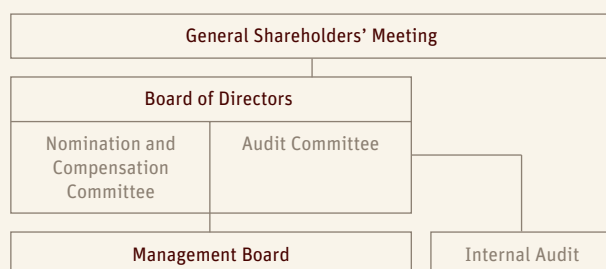 General Shareholders’ Meeting
Board of Directors
Nomination and
Compensation
Committee
Audit Committee
Management Board
Internal Audit